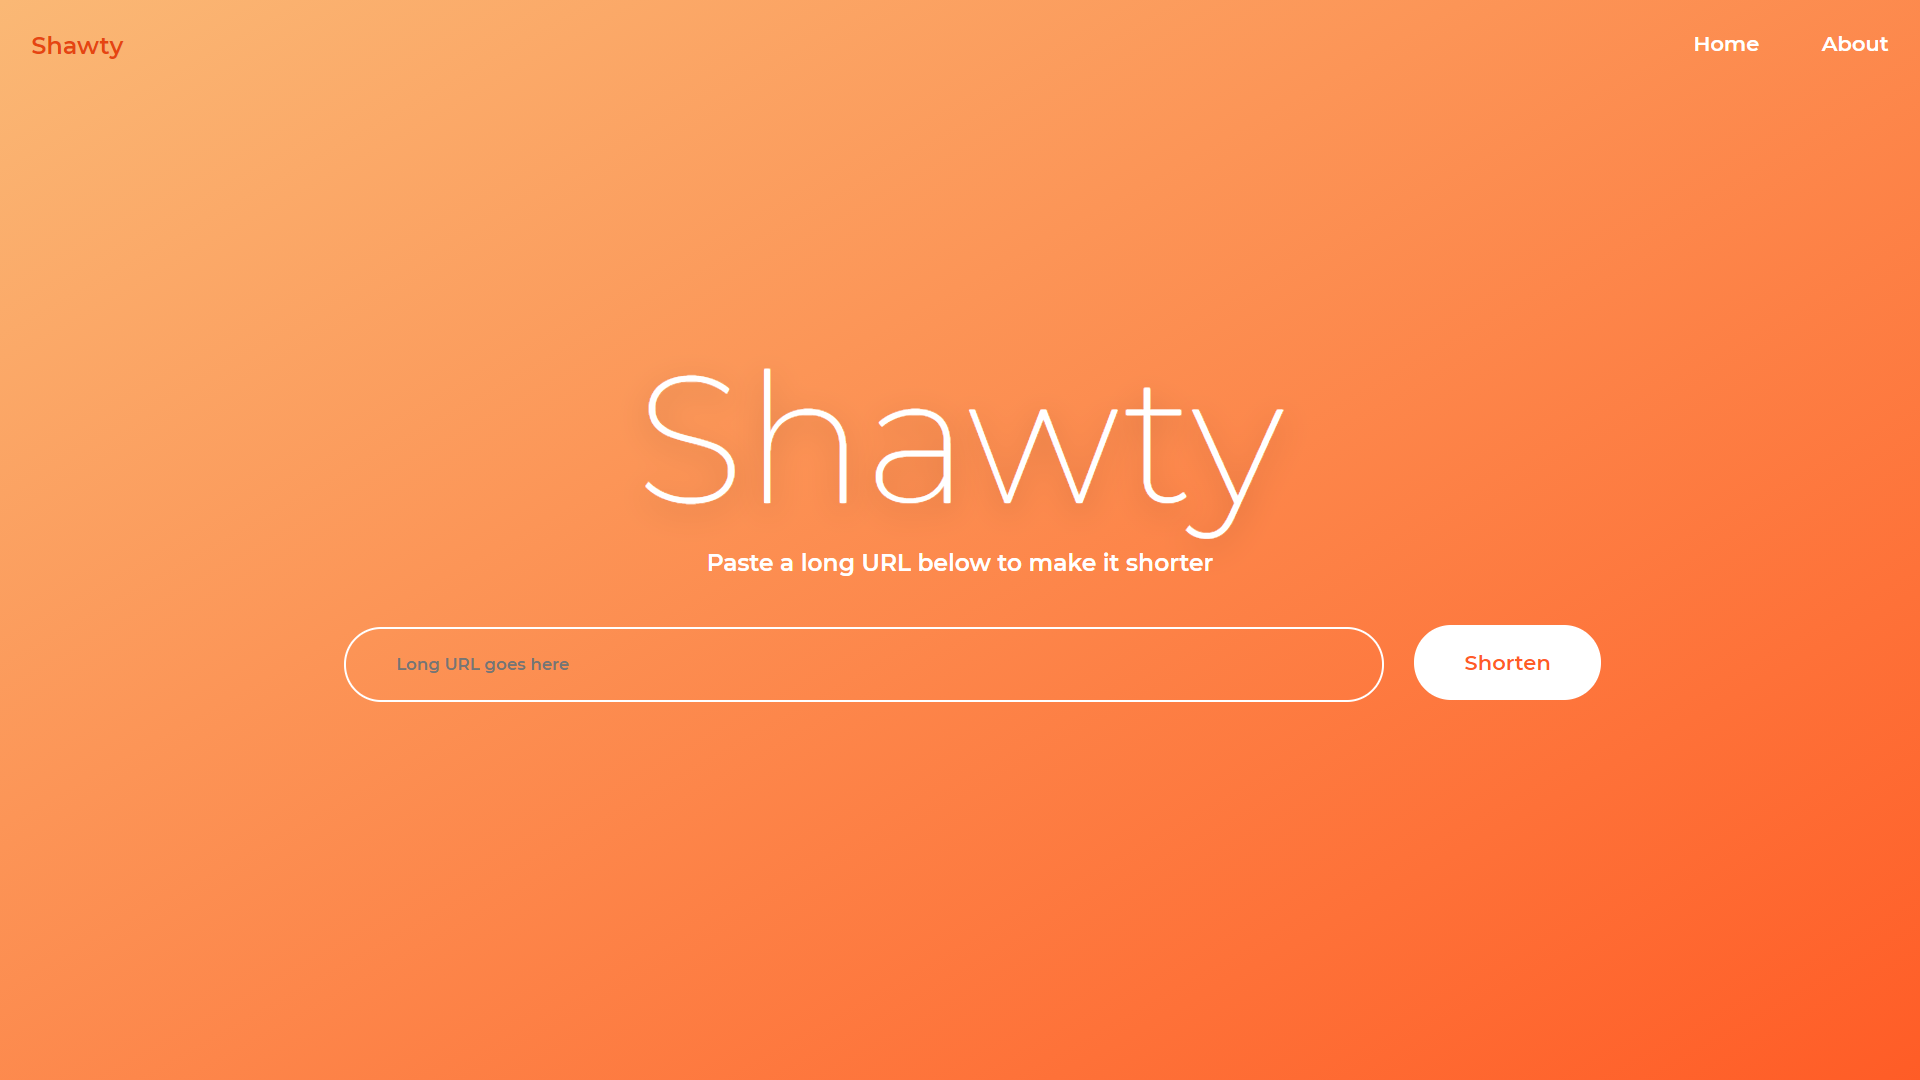 Shawty
Home
About
Shawty
Paste a long URL below to make it shorter
Long URL goes here
Shorten